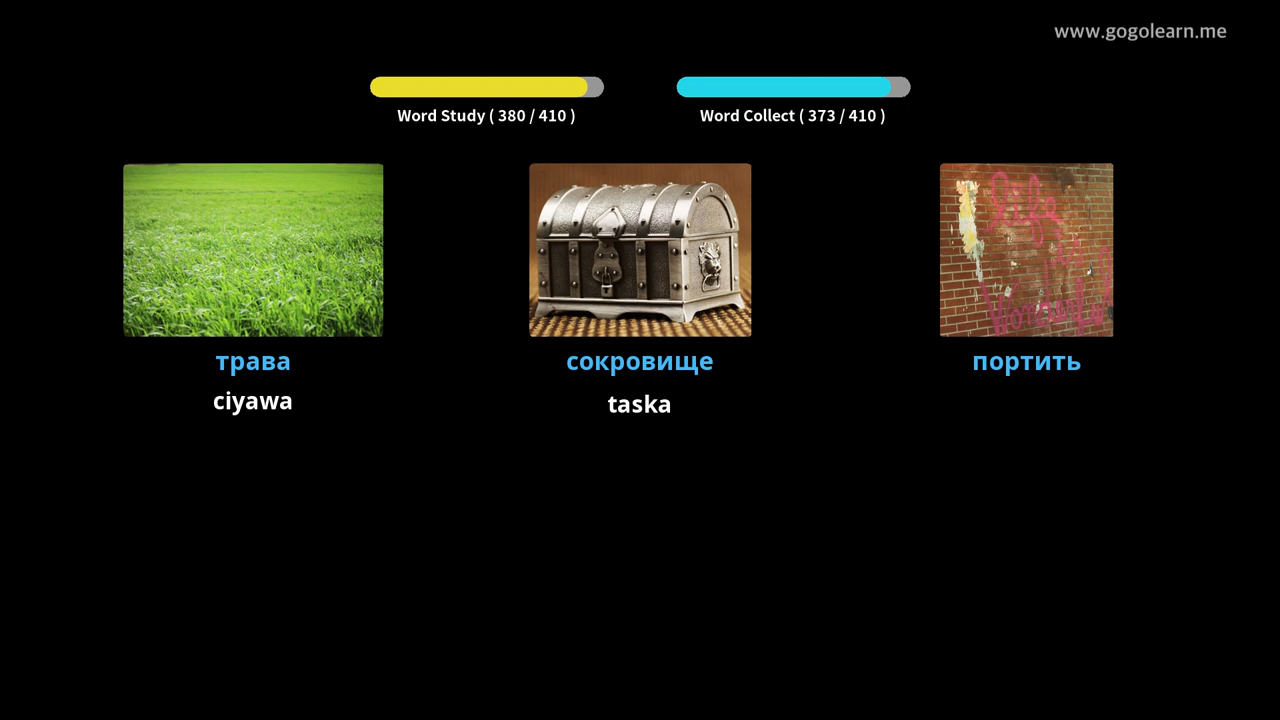 www.gogolearn.me
Word Study ( 380 / 410 )
Word Collect ( 373 / 410 )
трава
сокровище
портить
ciyawa
taska